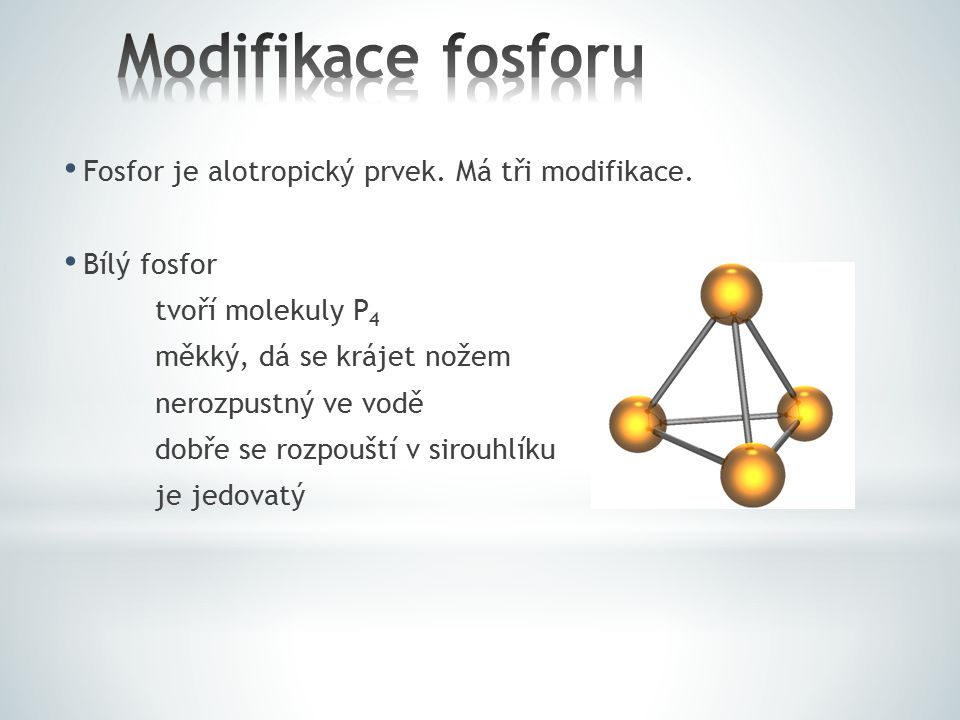 Modifikace fosforu
• Fosfor je alotropický prvek. Má tři modifikace.
• Bílý fosfor
tvoří molekuly P₄
měkký, dá se krájet nožem
nerozpustný ve vodě
dobře se rozpouští v sirouhlíku
je jedovatý